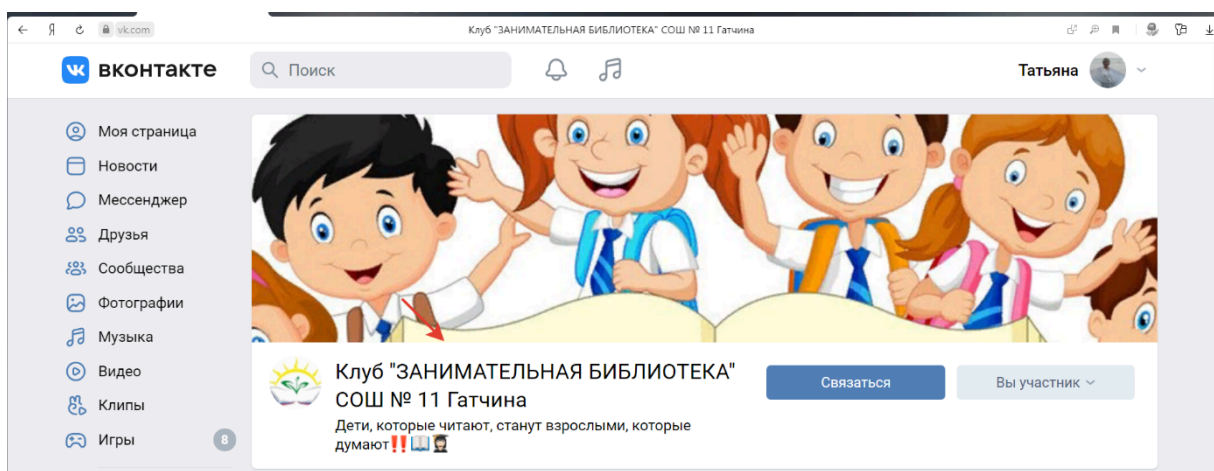 vk.com
Клуб "ЗАНИМАТЕЛЬНАЯ БИБЛИОТЕКА" СОШ № 11 Гатчина
вконтакте
Поиск
Татьяна
Моя страница
Новости
Мессенджер
Друзья
Сообщества
Фотографии
Музыка
Видео
Клипы
Игры
8
Клуб "ЗАНИМАТЕЛЬНАЯ БИБЛИОТЕКА"
СОШ № 11 Гатчина
Дети, которые читают, станут взрослыми, которые
думают‼️📖👩‍🎓
Связаться
Вы участник